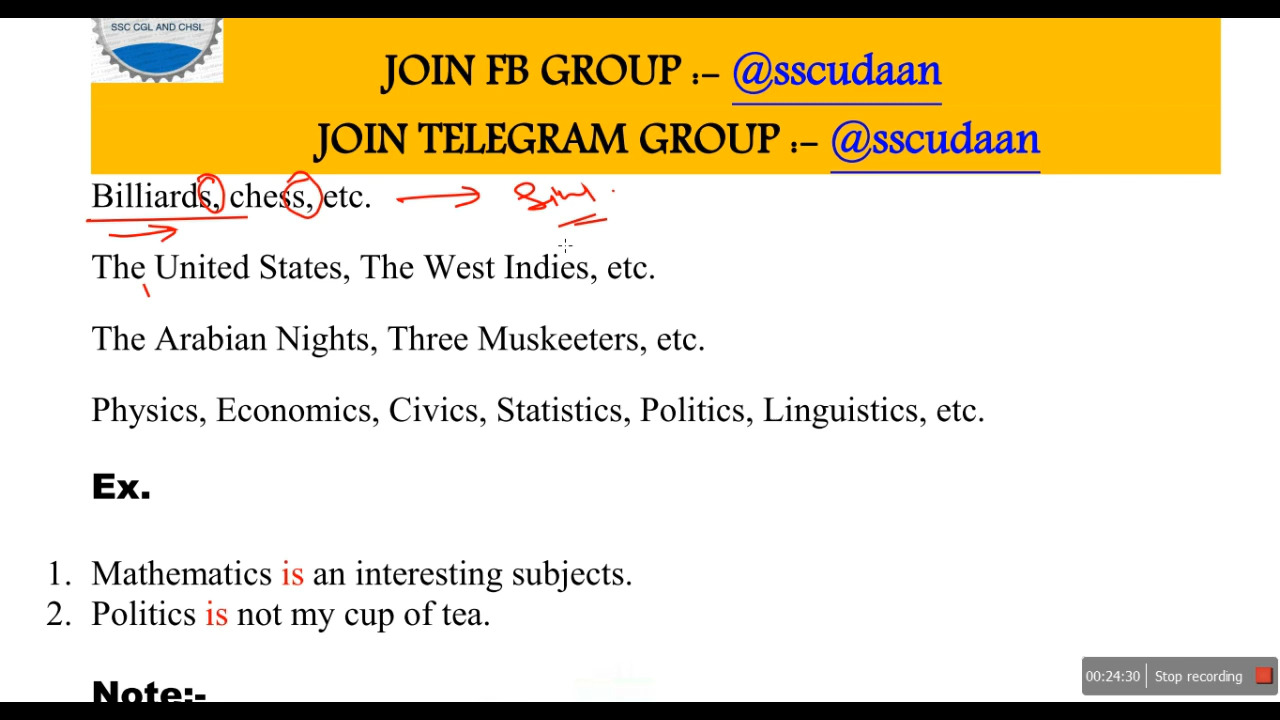 SSC CGL AND CHSL
JOIN FB GROUP :- @sscudaan
JOIN TELEGRAM GROUP :- @sscudaan
Billiards, chess, etc.
The United States, The West Indies, etc.
The Arabian Nights, Three Muskeeters, etc.
Physics, Economics, Civics, Statistics, Politics, Linguistics, etc.
Ex.
1. Mathematics is an interesting subjects.
2. Politics is not my cup of tea.
Note:-
00:24:30 Stop recording